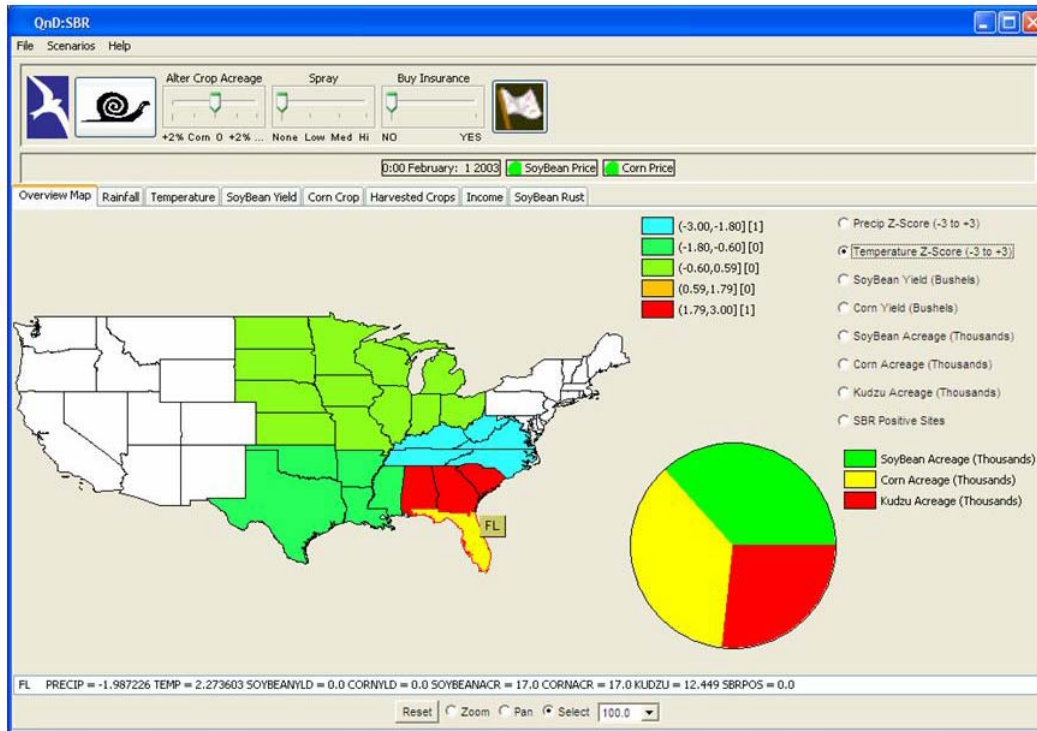 QnD:SBR
File Scenarios Help
Alter Crop Acreage Spray Buy Insurance
+2% Corn 0 +2% ... None Low Med Hi NO YES
0:00 February: 1 2003 SoyBean Price Corn Price
Overview Map Rainfall Temperature SoyBean Yield Corn Crop Harvested Crops Income SoyBean Rust
(-3.00,-1.80] [1]
(-1.80,-0.60] [0]
(-0.60,0.59] [0]
(0.59,1.79] [0]
(1.79,3.00] [1]
Precip Z-Score (-3 to +3)
Temperature Z-Score (-3 to +3)
SoyBean Yield (Bushels)
Corn Yield (Bushels)
SoyBean Acreage (Thousands)
Corn Acreage (Thousands)
Kudzu Acreage (Thousands)
SBR Positive Sites
SoyBean Acreage (Thousands)
Corn Acreage (Thousands)
Kudzu Acreage (Thousands)
FL
FL PRECIP = -1.987226 TEMP = 2.273603 SOYBEANYLD = 0.0 CORNYLD = 0.0 SOYBEANACR = 17.0 CORNACR = 17.0 KUDZU = 12.449 SBRPOS = 0.0
Reset Zoom Pan Select 100.0